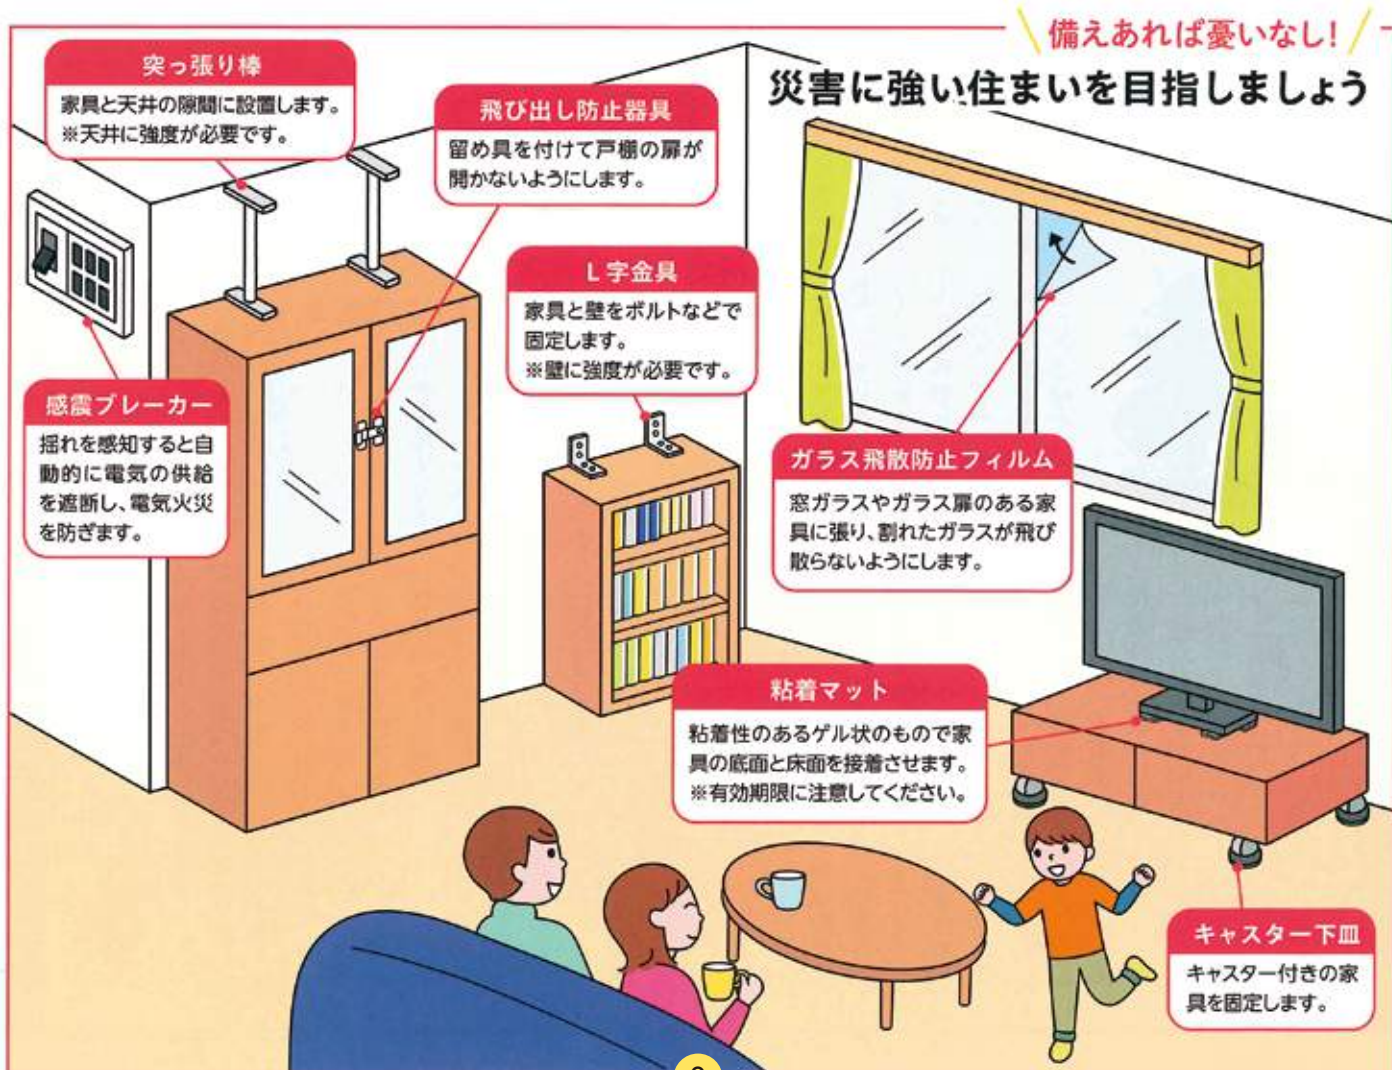 備えあれば憂いなし!
災害に強い住まいを目指しましょう
突っ張り棒
家具と天井の隙間に設置します。
※天井に強度が必要です。
飛び出し防止器具
留め具を付けて戸棚の扉が
開かないようにします。
L字金具
家具と壁をボルトなどで
固定します。
※壁に強度が必要です。
感震ブレーカー
揺れを感知すると自
動的に電気の供給
を遮断し、電気火災
を防ぎます。
ガラス飛散防止フィルム
窓ガラスやガラス扉のある家
具に張り、割れたガラスが飛び
散らないようにします。
粘着マット
粘着性のあるゲル状のもので家
具の底面と床面を接着させます。
※有効期限に注意してください。
キャスター下皿
キャスター付きの家
具を固定します。